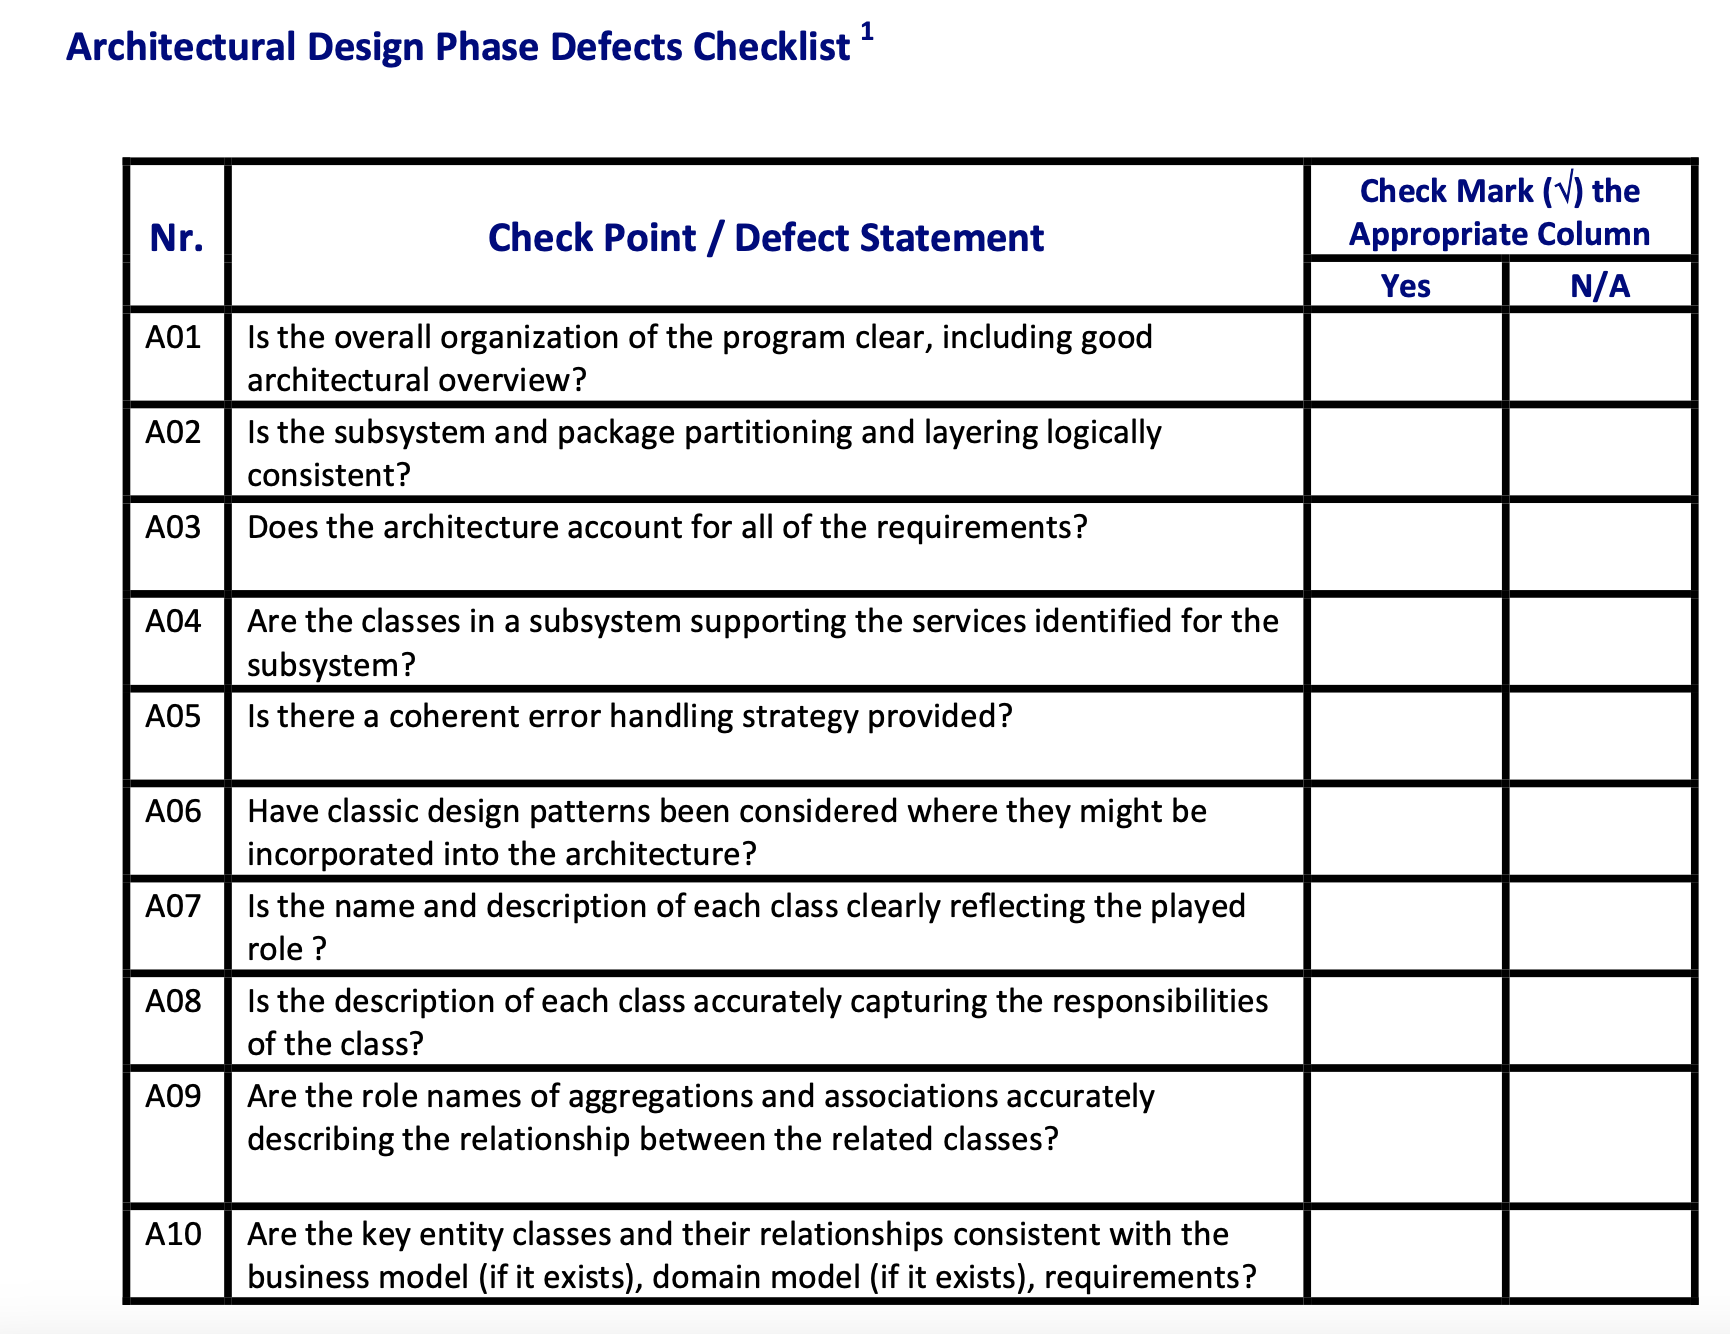 Architectural Design Phase Defects Checklist 1
Nr.
Check Point / Defect Statement
Check Mark (√) the
Appropriate Column
Yes
N/A
A01
Is the overall organization of the program clear, including good
architectural overview?
A02
Is the subsystem and package partitioning and layering logically
consistent?
A03
Does the architecture account for all of the requirements?
A04
Are the classes in a subsystem supporting the services identified for the
subsystem?
A05
Is there a coherent error handling strategy provided?
A06
Have classic design patterns been considered where they might be
incorporated into the architecture?
A07
Is the name and description of each class clearly reflecting the played
role ?
A08
Is the description of each class accurately capturing the responsibilities
of the class?
A09
Are the role names of aggregations and associations accurately
describing the relationship between the related classes?
A10
Are the key entity classes and their relationships consistent with the
business model (if it exists), domain model (if it exists), requirements?